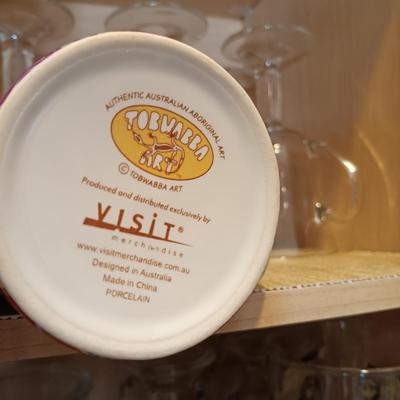 AUTHENTIC AUSTRALIAN ABORIGINAL ART
TOBWABBA
ART
© TOBWABBA ART
Produced and distributed exclusively by
VISIT®
merchandise
www.visitmerchandise.com.au
Designed in Australia
Made in China
PORCELAIN